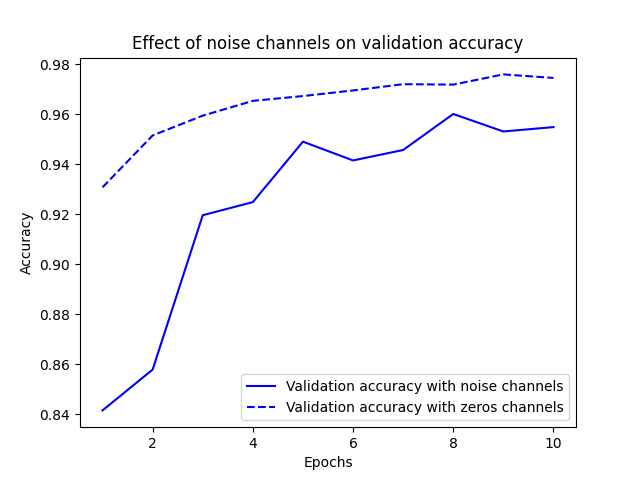 Effect of noise channels on validation accuracy
0.98
0.96
0.94
0.92
0.90
0.88
0.86
0.84
Accuracy
Validation accuracy with noise channels
Validation accuracy with zeros channels
2 4 6 8 10
Epochs